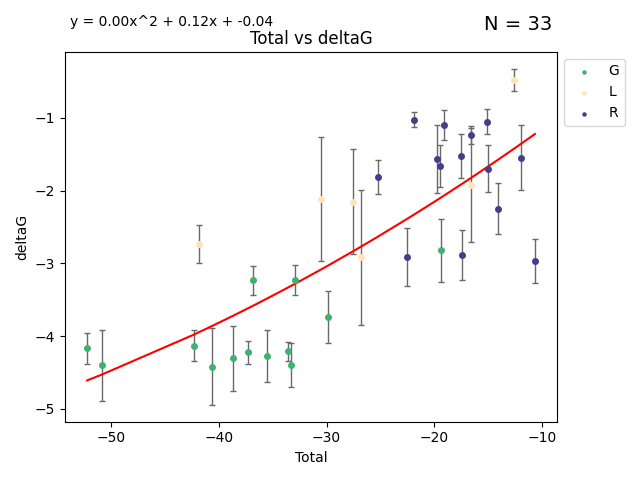 y = 0.00x^2 + 0.12x + -0.04
N = 33
Total vs deltaG
G
L
R
−1
−2
−3
−4
−5
deltaG
−50
−40
−30
−20
−10
Total